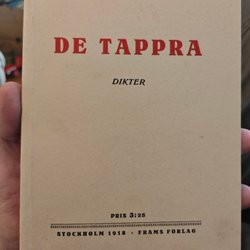 DE TAPPRA
DIKTER
PRIS 3:25
STOCKHOLM 1918 - FRAMS FÖRLAG